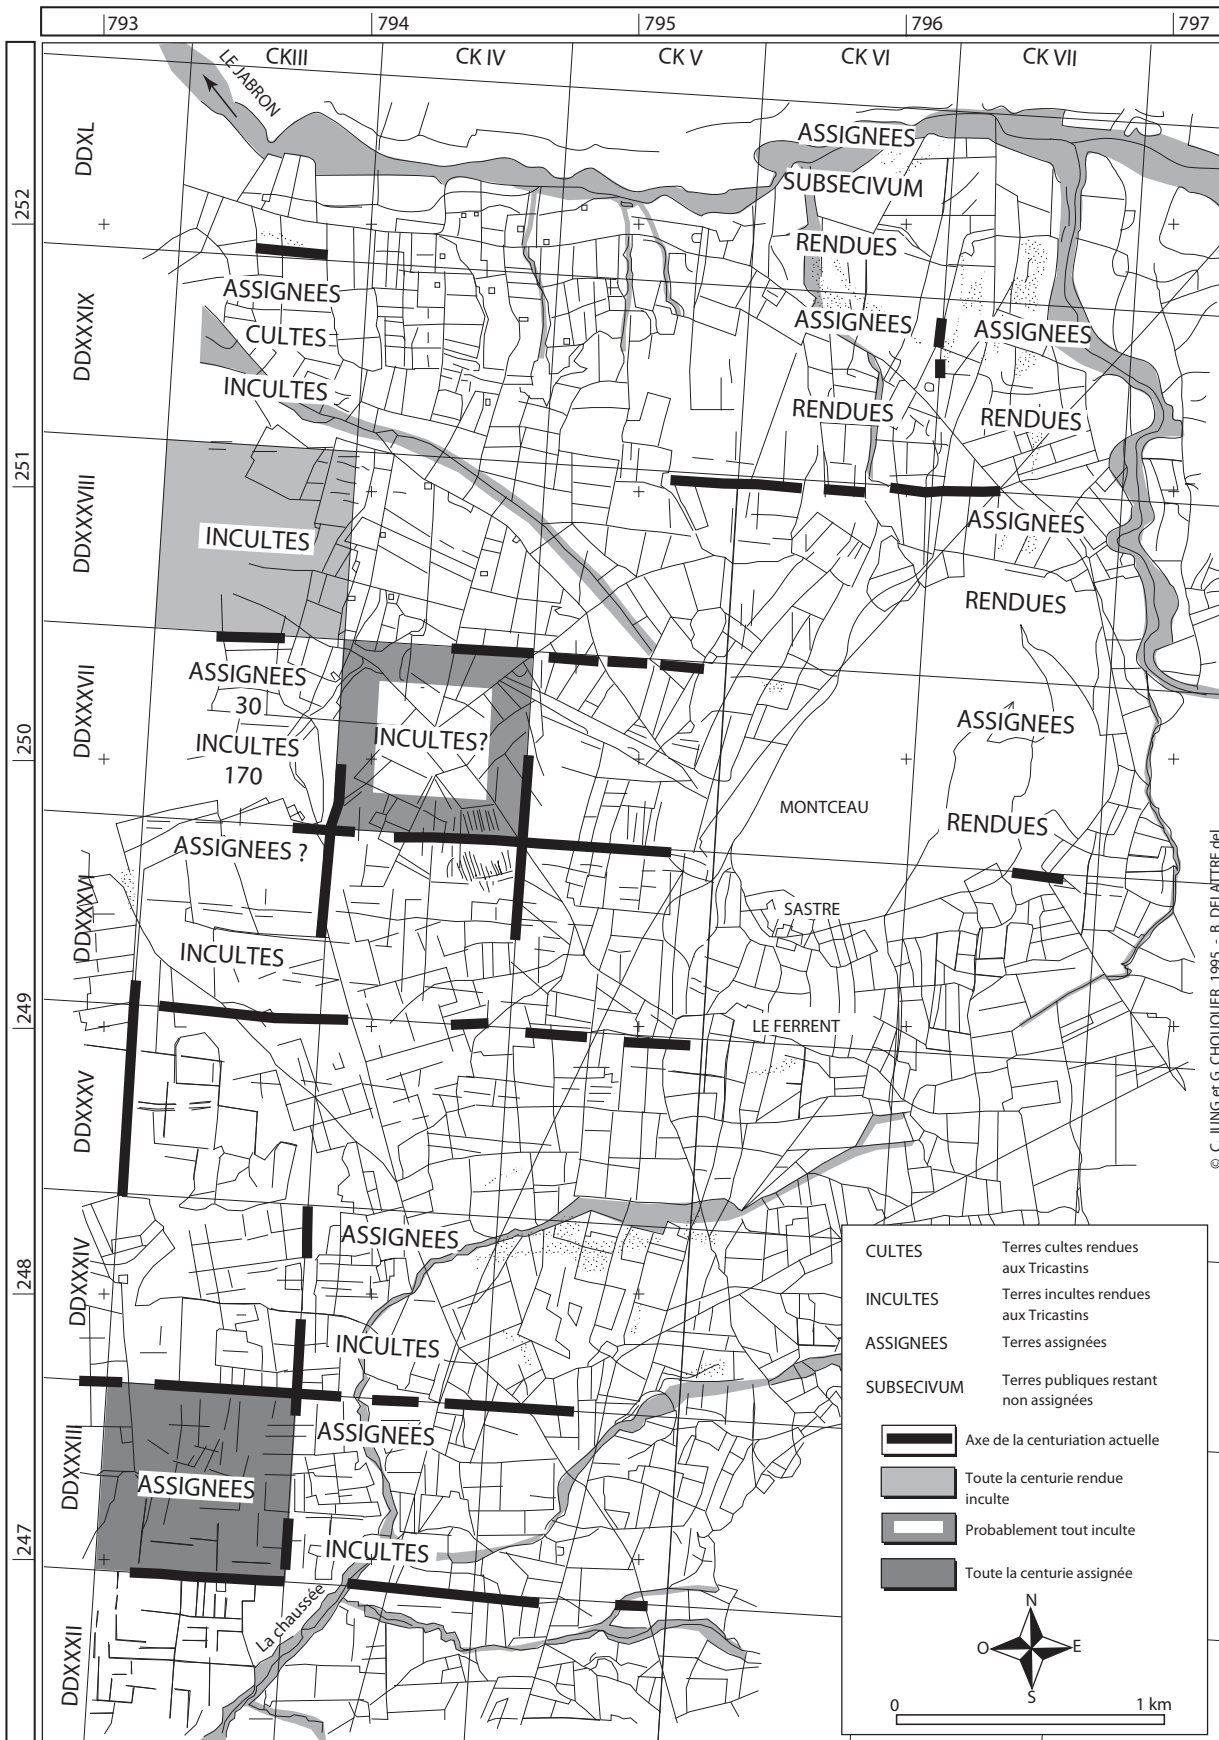 793 794 795 796 797
CKIII CK IV CK V CK VI CK VII
LE JABRON
DDXL
ASSIGNEES
SUBSECIVUM
252
RENDUES
DDXXXIX
ASSIGNEES
CULTES
INCULTES
ASSIGNEES
ASSIGNEES
RENDUES
RENDUES
251
DDXXXVIII
INCULTES
ASSIGNEES
RENDUES
DDXXXVII
ASSIGNEES
30
INCULTES
170
INCULTES?
ASSIGNEES
250
MONTCEAU
RENDUES
ASSIGNEES ?
DDXXXVI
SASTRE
INCULTES
249
LE FERRENT
DDXXXV
© C. JUNG et G. CHOUQUER 1995 - B. DELATTRE del.
DDXXXIV
ASSIGNEES
248
INCULTES
DDXXXIII
ASSIGNEES
ASSIGNEES
247
INCULTES
La chaussée
DDXXXII
CULTES Terres cultes rendues
aux Tricastins
INCULTES Terres incultes rendues
aux Tricastins
ASSIGNEES Terres assignées
SUBSECIVUM Terres publiques restant
non assignées
Axe de la centuriation actuelle
Toute la centurie rendue
inculte
Probablement tout inculte
Toute la centurie assignée
N
O E
S
0 1 km